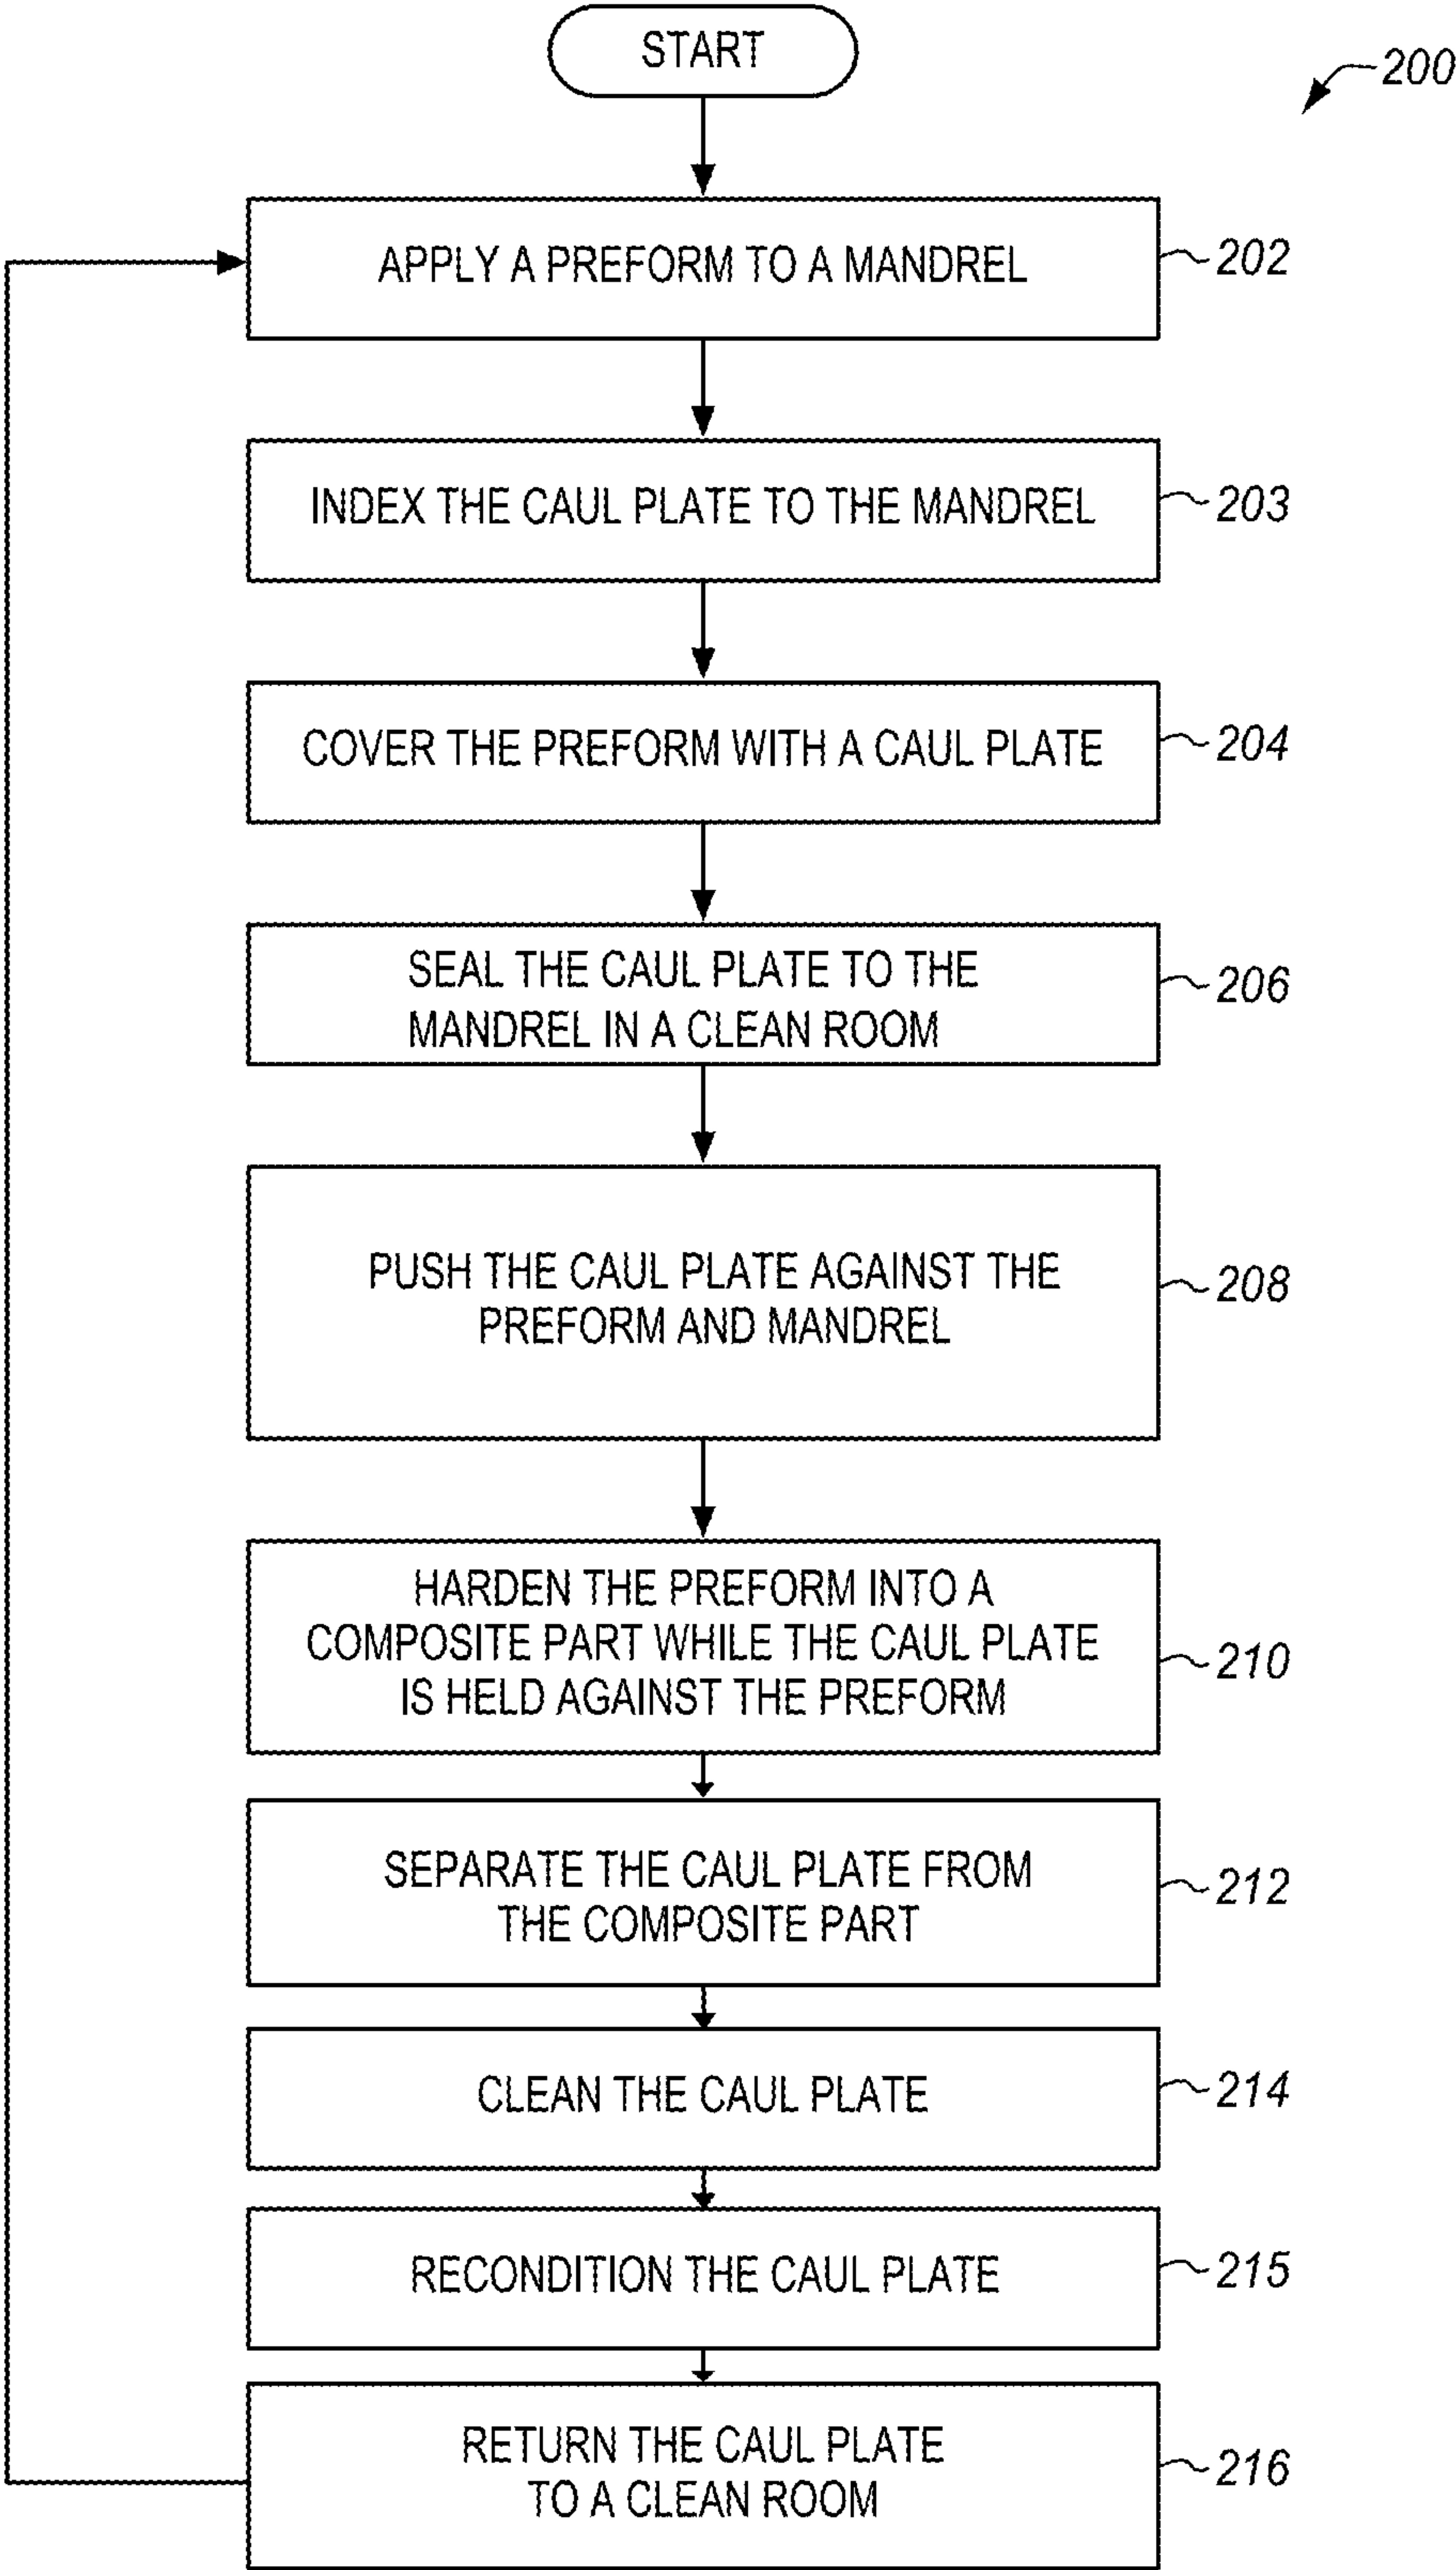 START
200
APPLY A PREFORM TO A MANDREL
202
INDEX THE CAUL PLATE TO THE MANDREL
203
COVER THE PREFORM WITH A CAUL PLATE
204
SEAL THE CAUL PLATE TO THE
MANDREL IN A CLEAN ROOM
206
PUSH THE CAUL PLATE AGAINST THE
PREFORM AND MANDREL
208
HARDEN THE PREFORM INTO A
COMPOSITE PART WHILE THE CAUL PLATE
IS HELD AGAINST THE PREFORM
210
SEPARATE THE CAUL PLATE FROM
THE COMPOSITE PART
212
CLEAN THE CAUL PLATE
214
RECONDITION THE CAUL PLATE
215
RETURN THE CAUL PLATE
TO A CLEAN ROOM
216